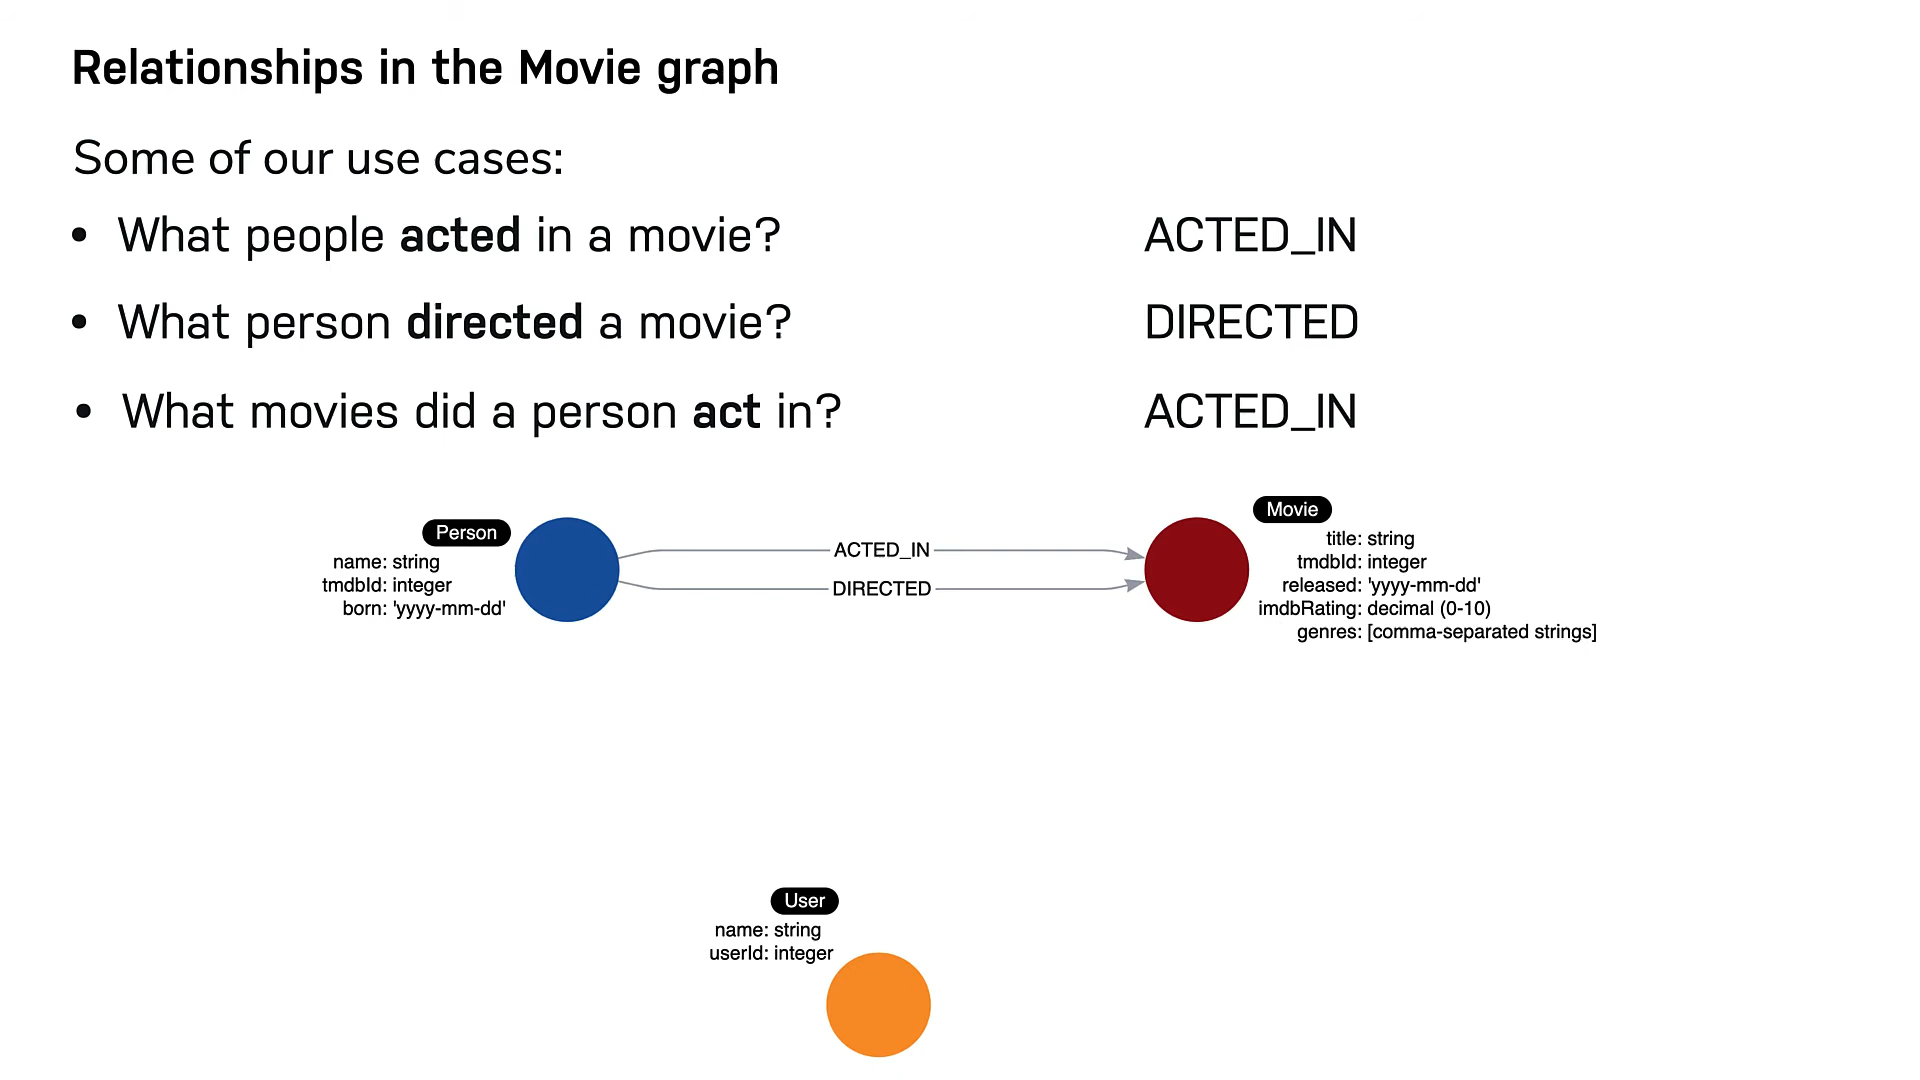 Relationships in the Movie graph
Some of our use cases:
• What people acted in a movie? ACTED_IN
• What person directed a movie? DIRECTED
• What movies did a person act in? ACTED_IN
Person
name: string
tmdbId: integer
born: 'yyyy-mm-dd'
ACTED_IN
DIRECTED
Movie
title: string
tmdbId: integer
released: 'yyyy-mm-dd'
imdbRating: decimal (0-10)
genres: [comma-separated strings]
User
name: string
userId: integer